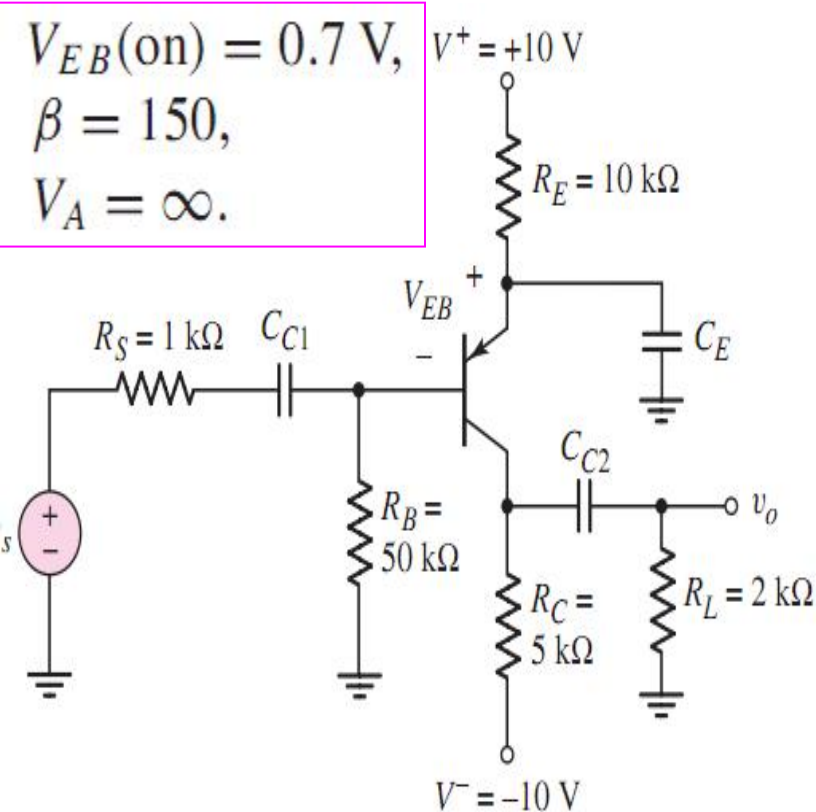 V_{EB}(on) = 0.7 V,
β = 150,
V_A = ∞.
V⁺ = +10 V
R_E = 10 kΩ
+
V_{EB}
−
R_S = 1 kΩ
C_{C1}
C_E
C_{C2}
+
−
s
R_B =
50 kΩ
v_o
R_C =
5 kΩ
R_L = 2 kΩ
V⁻ = −10 V